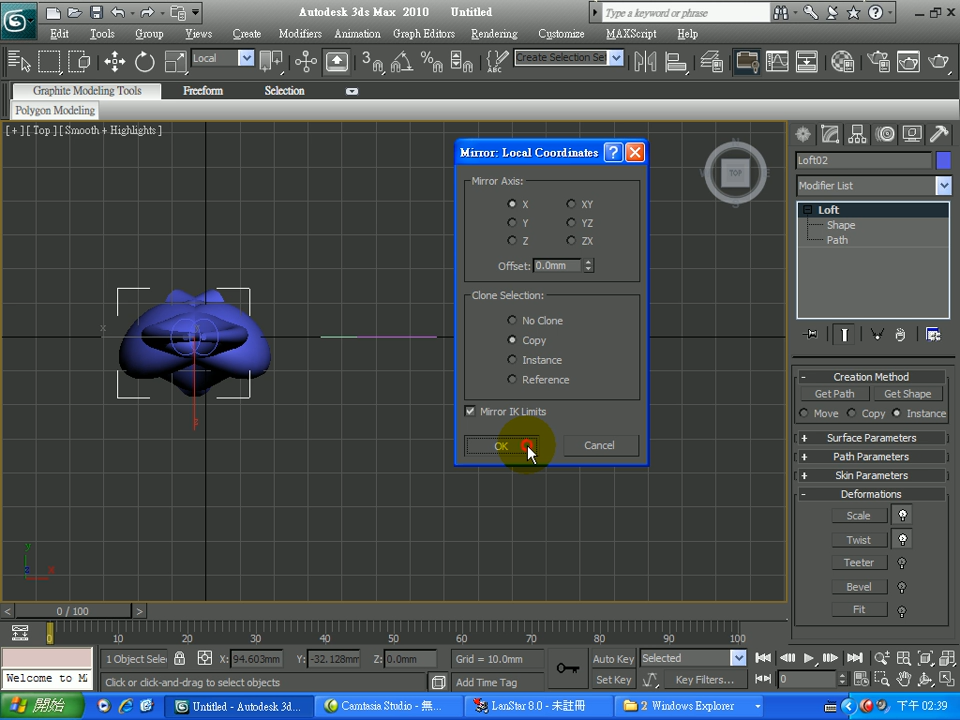 Autodesk 3ds Max 2010 Untitled
Type a keyword or phrase
Edit Tools Group Views Create Modifiers Animation Graph Editors Rendering Customize MAXScript Help
Local
3
ABC
Create Selection Se
Graphite Modeling Tools Freeform Selection
Polygon Modeling
[ + ] [ Top ] [ Smooth + Highlights ]
Mirror: Local Coordinates
Mirror Axis:
X XY
Y YZ
Z ZX
Offset: 0.0mm
Clone Selection:
No Clone
Copy
Instance
Reference
Mirror IK Limits
OK Cancel
TOP
Loft02
Modifier List
Loft
Shape
Path
- Creation Method
Get Path Get Shape
Move Copy Instance
+ Surface Parameters
+ Path Parameters
+ Skin Parameters
- Deformations
Scale
Twist
Teeter
Bevel
Fit
< 0 / 100 >
0 10 20 30 40 50 60 70 80 90 100
1 Object Selec X: 94.603mm Y: -32.128mm Z: 0.0mm Grid = 10.0mm Auto Key Selected
Welcome to MA Click or click-and-drag to select objects Add Time Tag Set Key Key Filters... 0
開始 Untitled - Autodesk 3d... Camtasia Studio - 無... LanStar 8.0 - 未註冊 2 Windows Explorer 下午 02:39